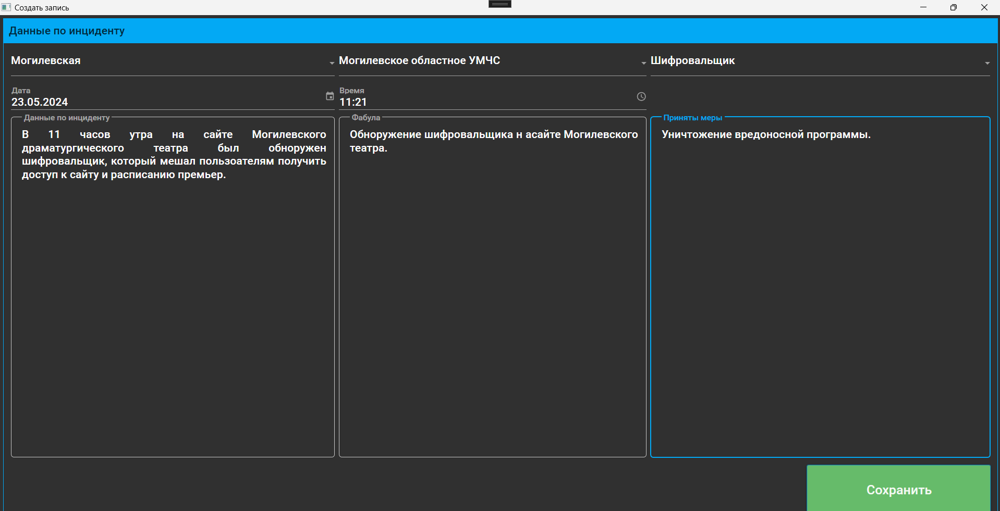 Создать запись
Данные по инциденту
Могилевская
Могилевское областное УМЧС
Шифровальщик
Дата
23.05.2024
Время
11:21
Данные по инциденту
В 11 часов утра на сайте Могилевского
драматургического театра был обноружен
шифровальщик, который мешал пользоателям получить
доступ к сайту и расписанию премьер.
Фабула
Обноружение шифровальщика н асайте Могилевского
театра.
Приняты меры
Уничтожение вредоносной программы.
Сохранить